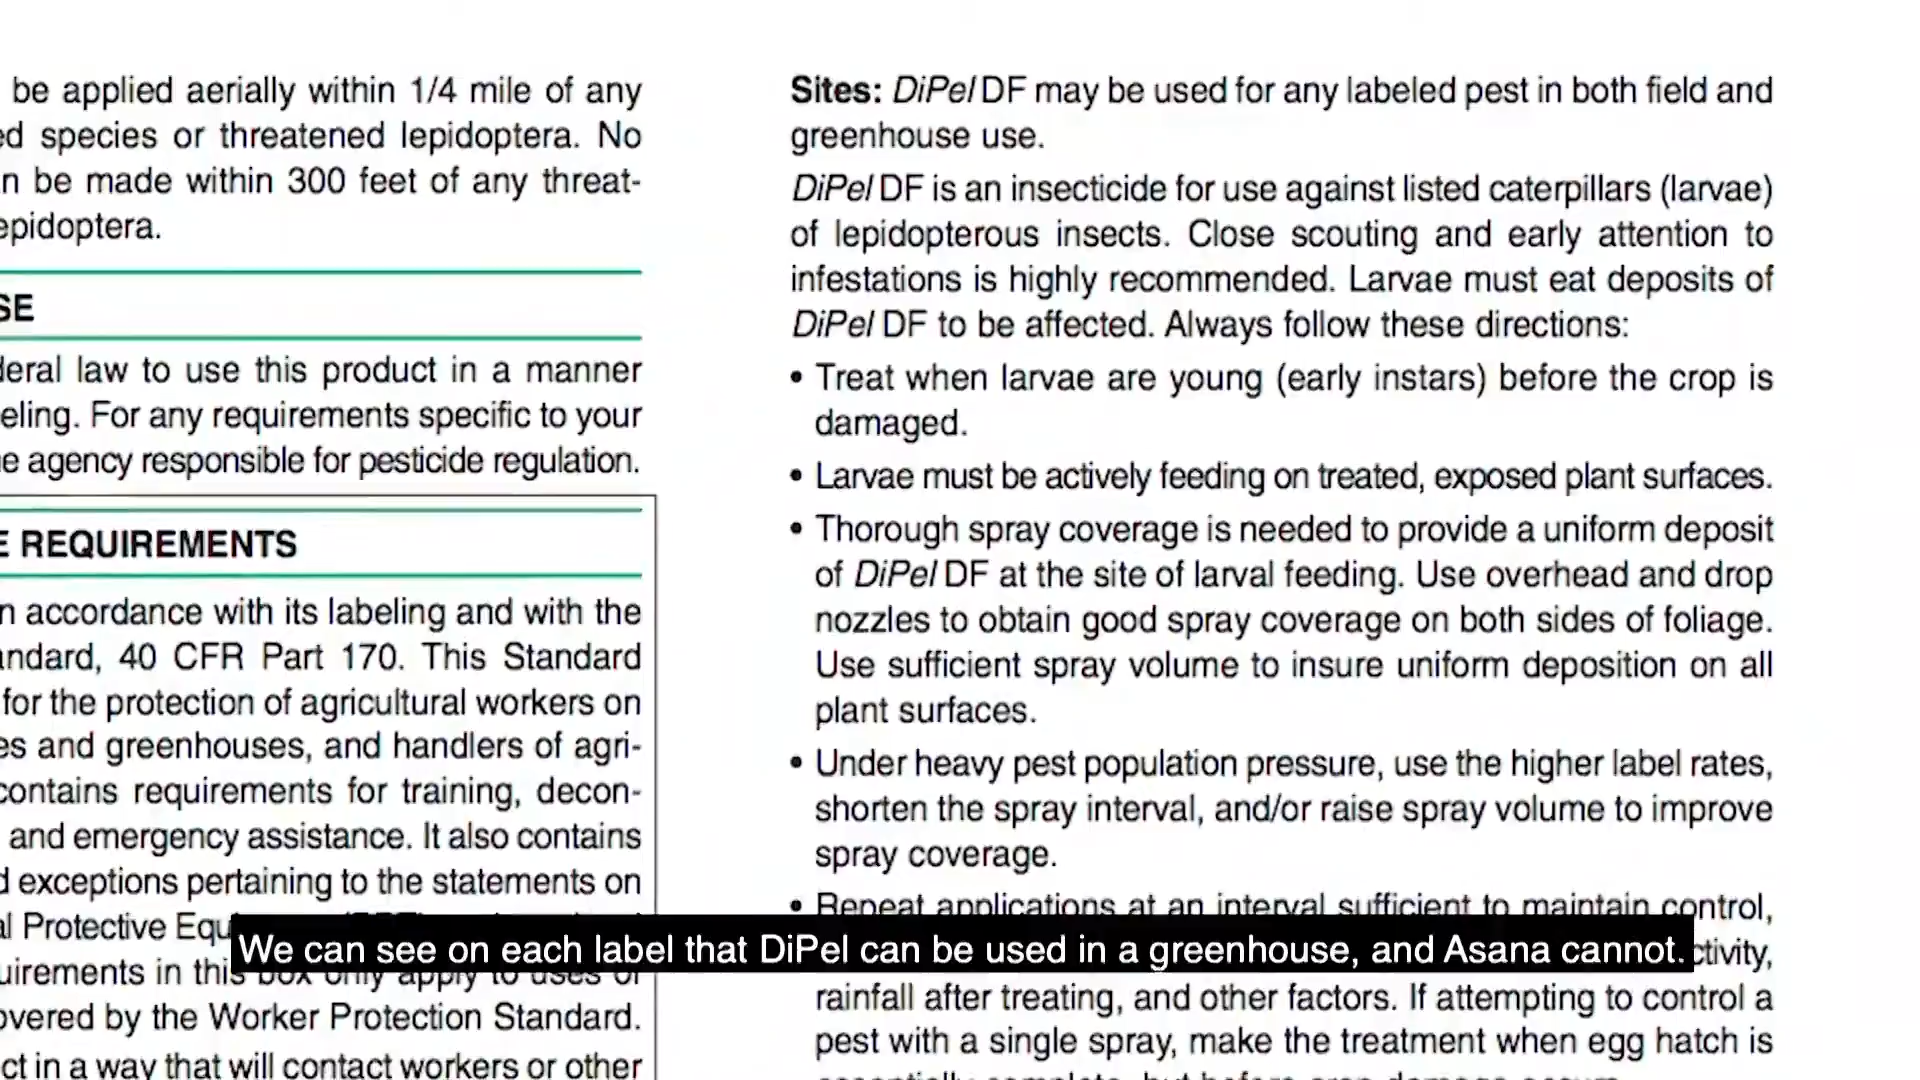 be applied aerially within 1/4 mile of any
species or threatened lepidoptera. No
be made within 300 feet of any threat-
epidoptera.
SE
deral law to use this product in a manner
eling. For any requirements specific to your
agency responsible for pesticide regulation.
E REQUIREMENTS
accordance with its labeling and with the
andard, 40 CFR Part 170. This Standard
for the protection of agricultural workers on
and greenhouses, and handlers of agri-
contains requirements for training, decon-
and emergency assistance. It also contains
exceptions pertaining to the statements on
Protective Equ
uirements in this box only apply to uses of
overed by the Worker Protection Standard.
ct in a way that will contact workers or other
Sites: DiPel DF may be used for any labeled pest in both field and
greenhouse use.
DiPel DF is an insecticide for use against listed caterpillars (larvae)
of lepidopterous insects. Close scouting and early attention to
infestations is highly recommended. Larvae must eat deposits of
DiPel DF to be affected. Always follow these directions:
• Treat when larvae are young (early instars) before the crop is
damaged.
• Larvae must be actively feeding on treated, exposed plant surfaces.
• Thorough spray coverage is needed to provide a uniform deposit
of DiPel DF at the site of larval feeding. Use overhead and drop
nozzles to obtain good spray coverage on both sides of foliage.
Use sufficient spray volume to insure uniform deposition on all
plant surfaces.
• Under heavy pest population pressure, use the higher label rates,
shorten the spray interval, and/or raise spray volume to improve
spray coverage.
• Repeat applications at an interval sufficient to maintain control,
ctivity,
rainfall after treating, and other factors. If attempting to control a
pest with a single spray, make the treatment when egg hatch is
We can see on each label that DiPel can be used in a greenhouse, and Asana cannot.